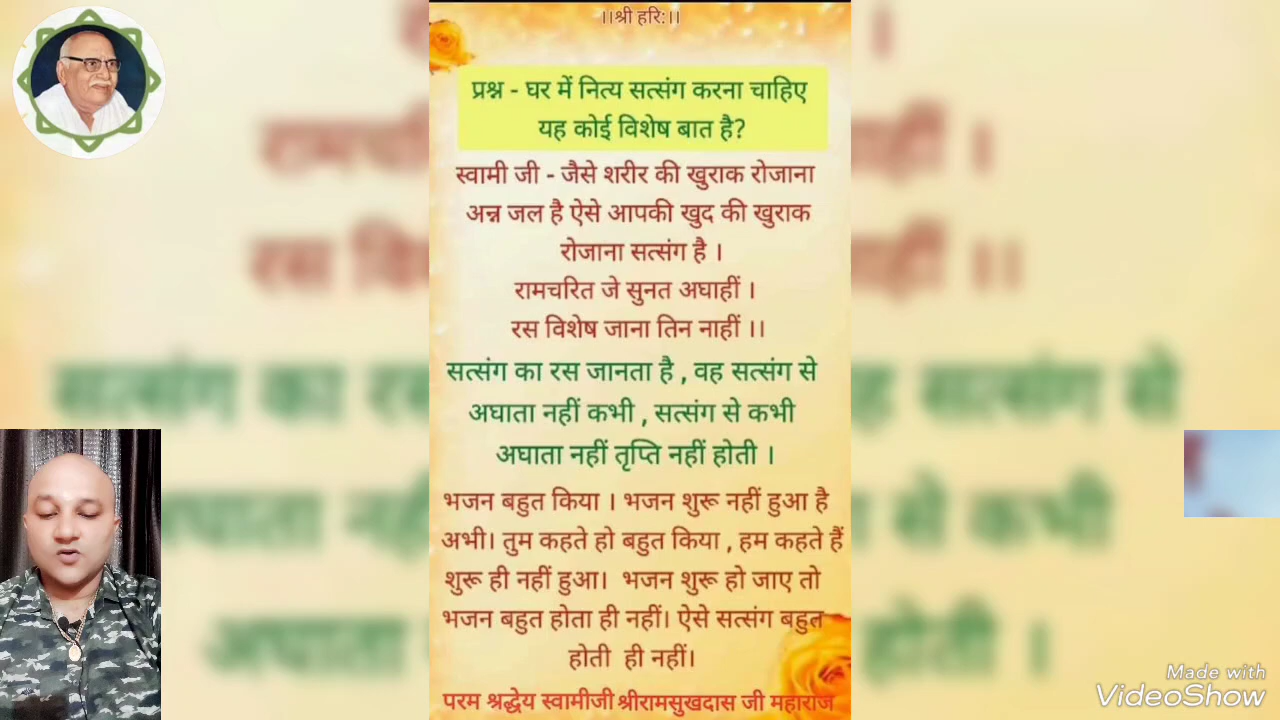 ।।श्री हरि:।।
प्रश्न - घर में नित्य सत्संग करना चाहिए
यह कोई विशेष बात है?
स्वामी जी - जैसे शरीर की खुराक रोजाना
अन्न जल है ऐसे आपकी खुद की खुराक
रोजाना सत्संग है ।
रामचरित जे सुनत अघाहीं ।
रस विशेष जाना तिन नाहीं ।।
सत्संग का रस जानता है , वह सत्संग से
अघाता नहीं कभी , सत्संग से कभी
अघाता नहीं तृप्ति नहीं होती ।
भजन बहुत किया । भजन शुरू नहीं हुआ है
अभी। तुम कहते हो बहुत किया , हम कहते हैं
शुरू ही नहीं हुआ। भजन शुरू हो जाए तो
भजन बहुत होता ही नहीं। ऐसे सत्संग बहुत
होती ही नहीं।
परम श्रद्धेय स्वामीजी श्रीरामसुखदास जी महाराज
Made with
VideoShow